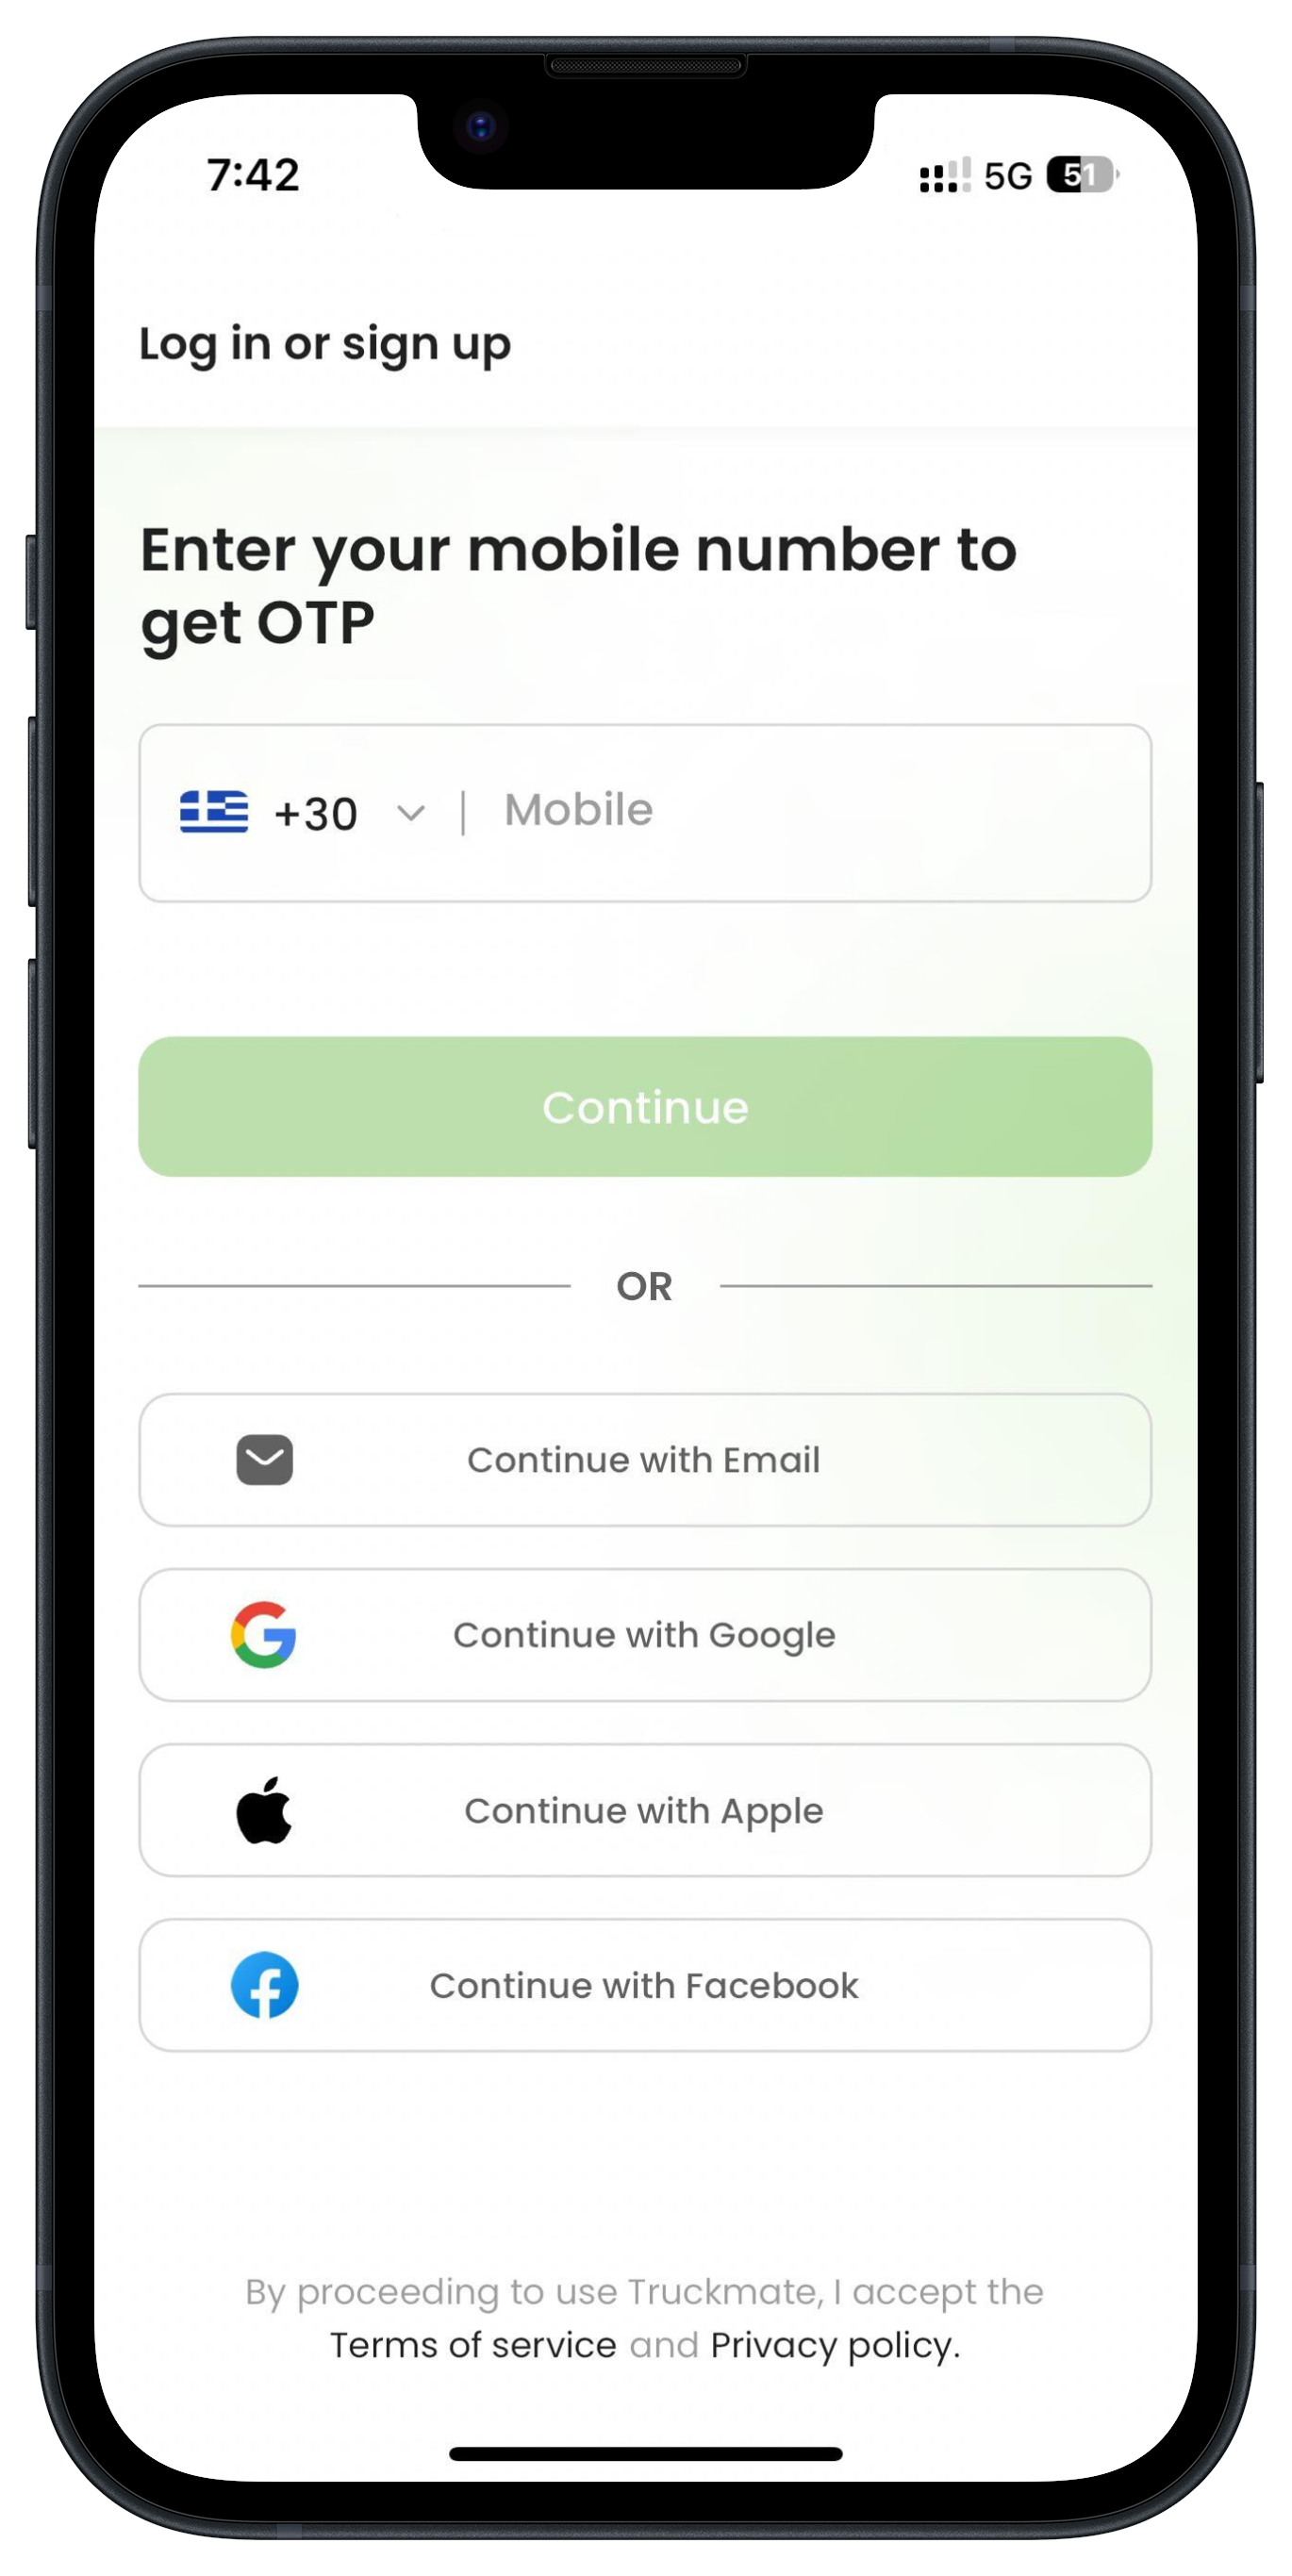 7:42
5G 51
Log in or sign up
Enter your mobile number to
get OTP
+30 | Mobile
Continue
OR
Continue with Email
Continue with Google
Continue with Apple
Continue with Facebook
By proceeding to use Truckmate, I accept the
Terms of service and Privacy policy.